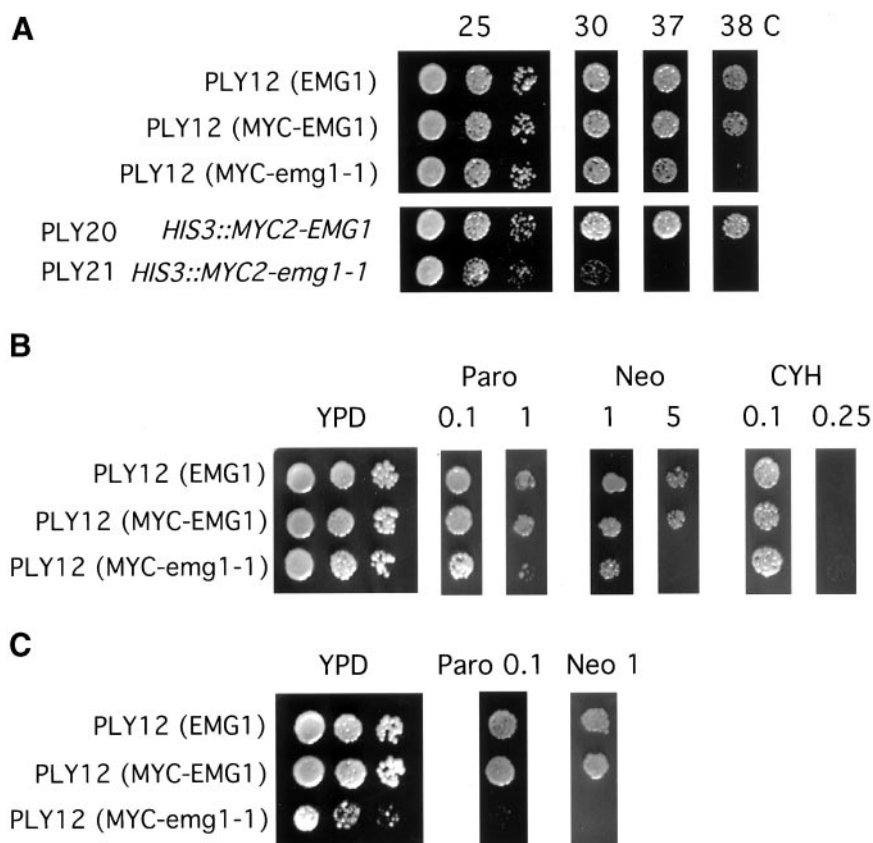 A
25 30 37 38 C
PLY12 (EMG1)
PLY12 (MYC-EMG1)
PLY12 (MYC-emg1-1)
PLY20 HIS3::MYC2-EMG1
PLY21 HIS3::MYC2-emg1-1
B
Paro Neo CYH
YPD 0.1 1 1 5 0.1 0.25
PLY12 (EMG1)
PLY12 (MYC-EMG1)
PLY12 (MYC-emg1-1)
C
YPD Paro 0.1 Neo 1
PLY12 (EMG1)
PLY12 (MYC-EMG1)
PLY12 (MYC-emg1-1)